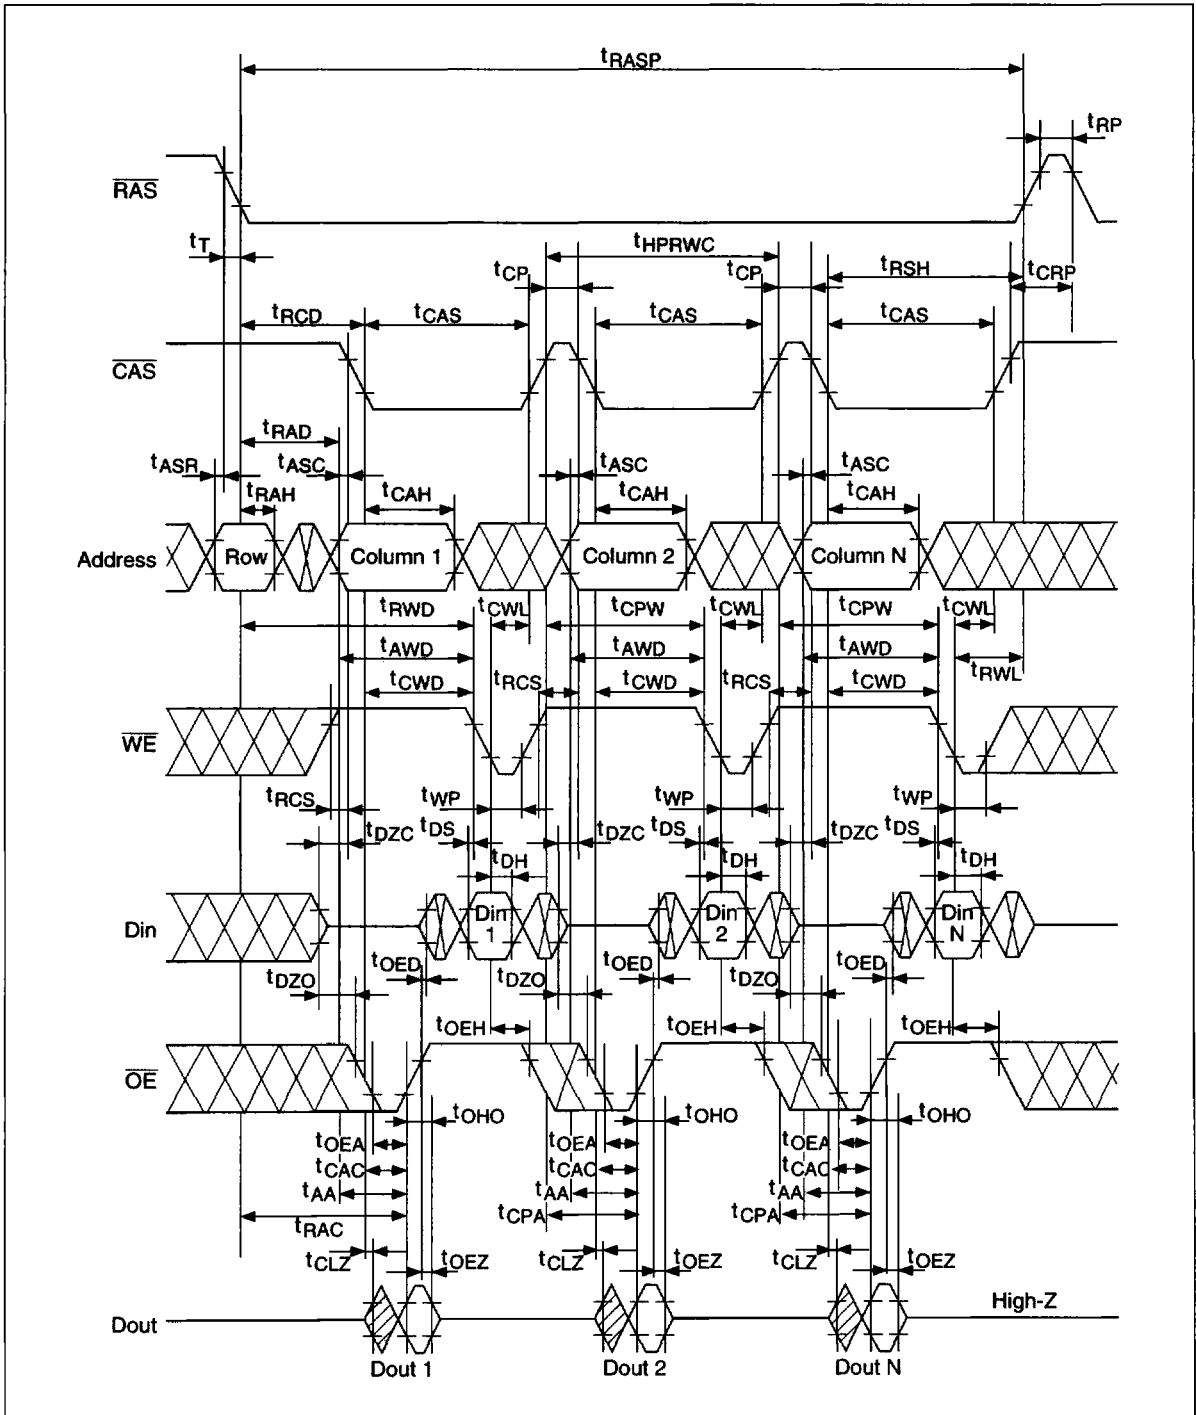 tRASP
tRP
RAS
tT
tHPRWC
tCP
tCP
tRSH
tCRP
tRCD
tCAS
tCAS
tCAS
CAS
tRAD
tASR
tASC
tASC
tASC
tRAH
tCAH
tCAH
tCAH
Address
Row
Column 1
Column 2
Column N
tRWD
tCWL
tCPW
tCWL
tCPW
tCWL
tAWD
tAWD
tAWD
tRWL
tCWD
tRCS
tCWD
tRCS
tCWD
WE
tRCS
tWP
tWP
tWP
tDZC
tDS
tDZC
tDS
tDZC
tDS
tDH
tDH
tDH
Din
Din 1
Din 2
Din N
tDZO
tOED
tDZO
tOED
tDZO
tOED
tOEH
tOEH
tOEH
OE
tOHO
tOHO
tOHO
tOEA
tOEA
tOEA
tCAC
tCAC
tCAC
tAA
tAA
tAA
tRAC
tCPA
tCPA
tCLZ
tOEZ
tCLZ
tOEZ
tCLZ
tOEZ
High-Z
Dout
Dout 1
Dout 2
Dout N